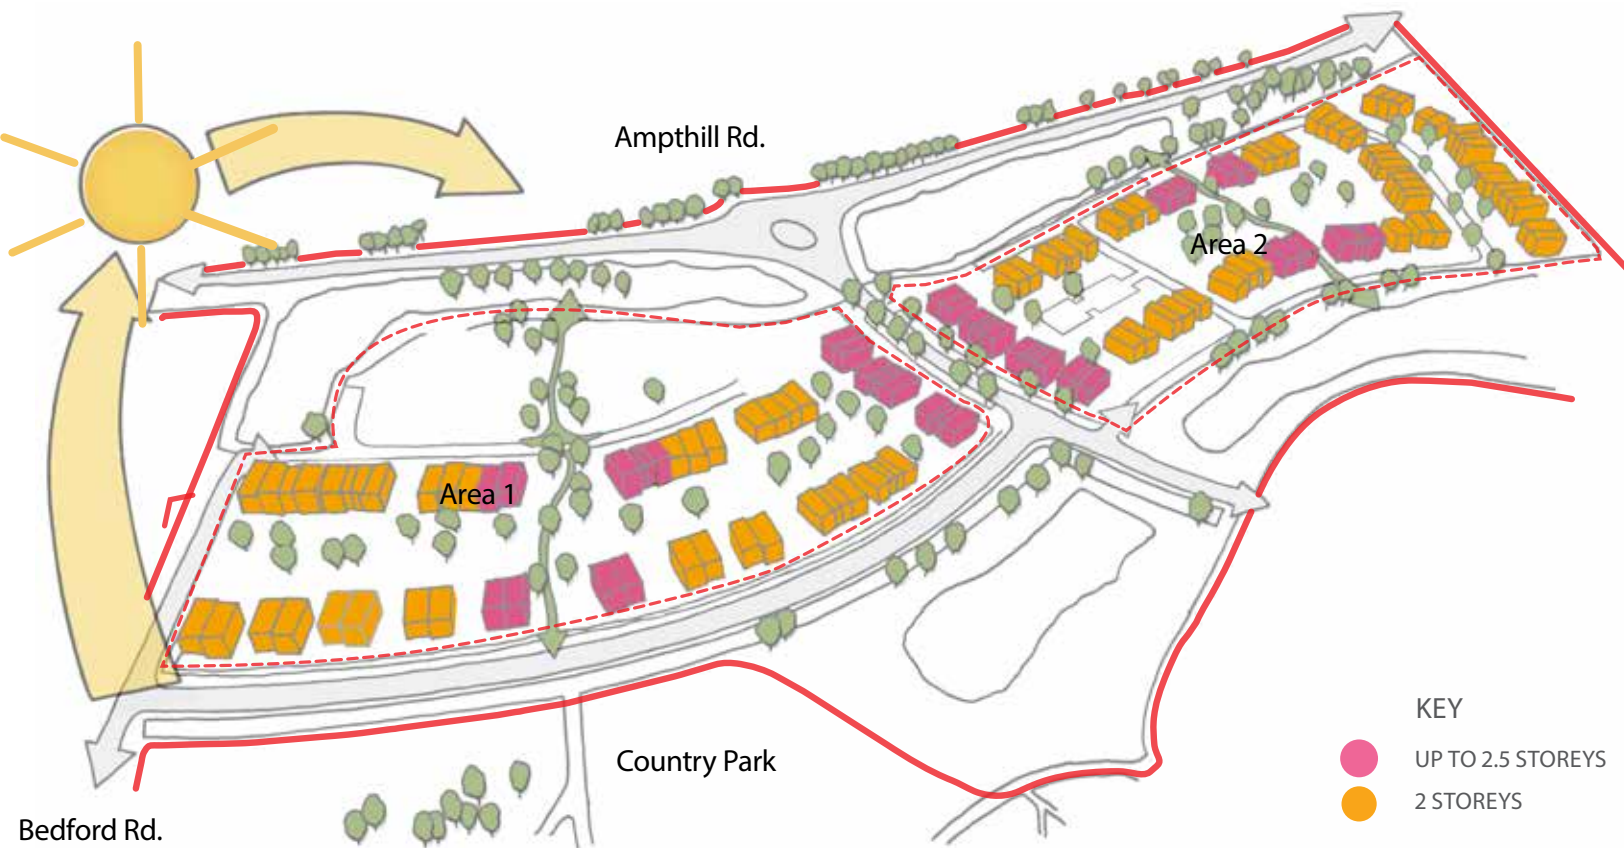 Ampthill Rd.
Area 2
Area 1
Country Park
Bedford Rd.
KEY
UP TO 2.5 STOREYS
2 STOREYS